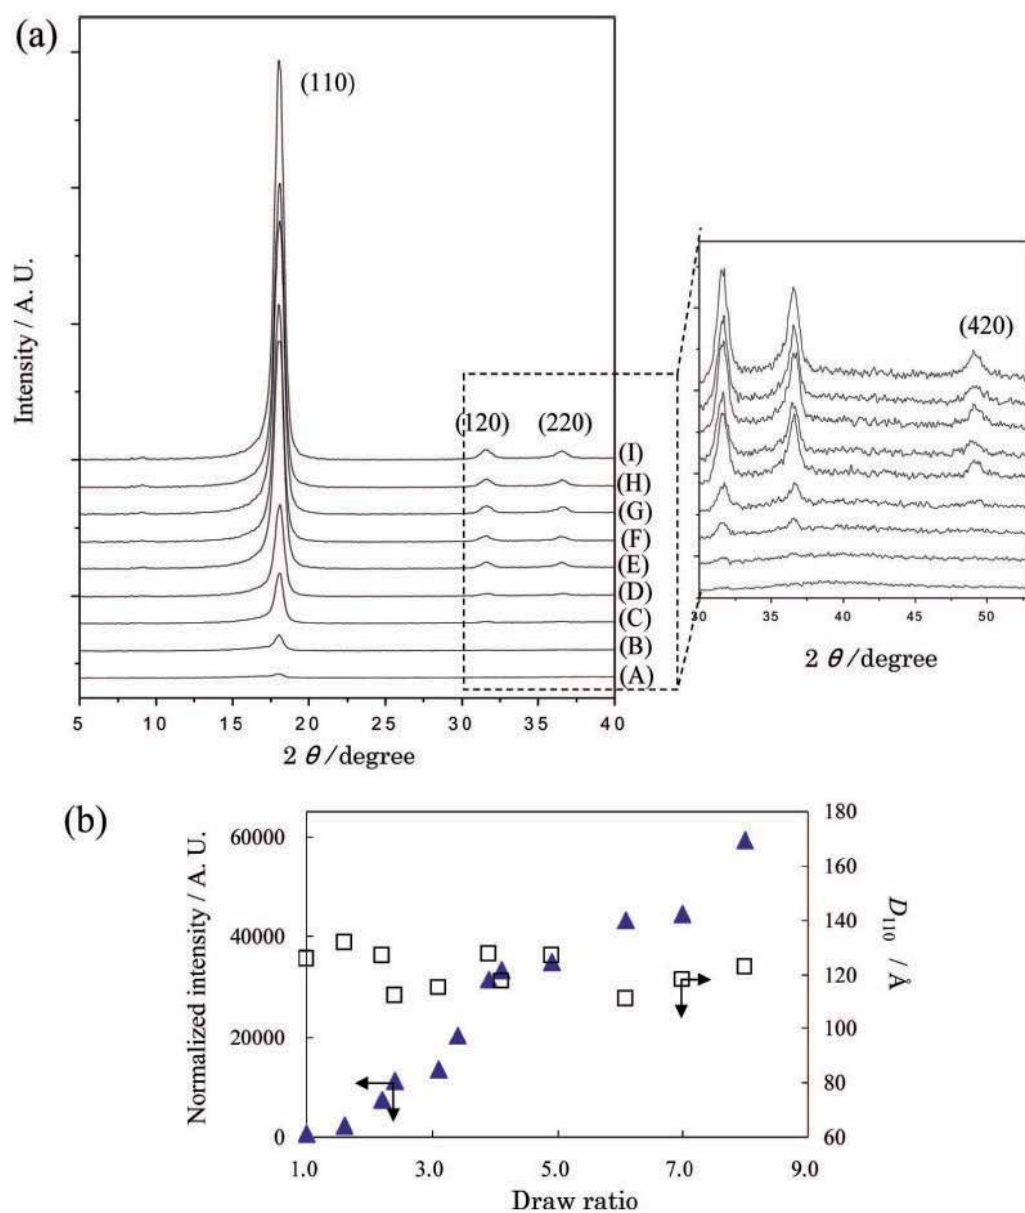 (a)
(110)
Intensity / A. U.
(120) (220)
(I)
(H)
(G)
(F)
(E)
(D)
(C)
(B)
(A)
5 10 15 20 25 30 35 40
2 θ /degree
(420)
30 35 40 45 50
2 θ /degree
(b)
Normalized intensity / A. U.
60000
40000
20000
0
180
160
140
120
100
80
60
D110 / Å
1.0 3.0 5.0 7.0 9.0
Draw ratio